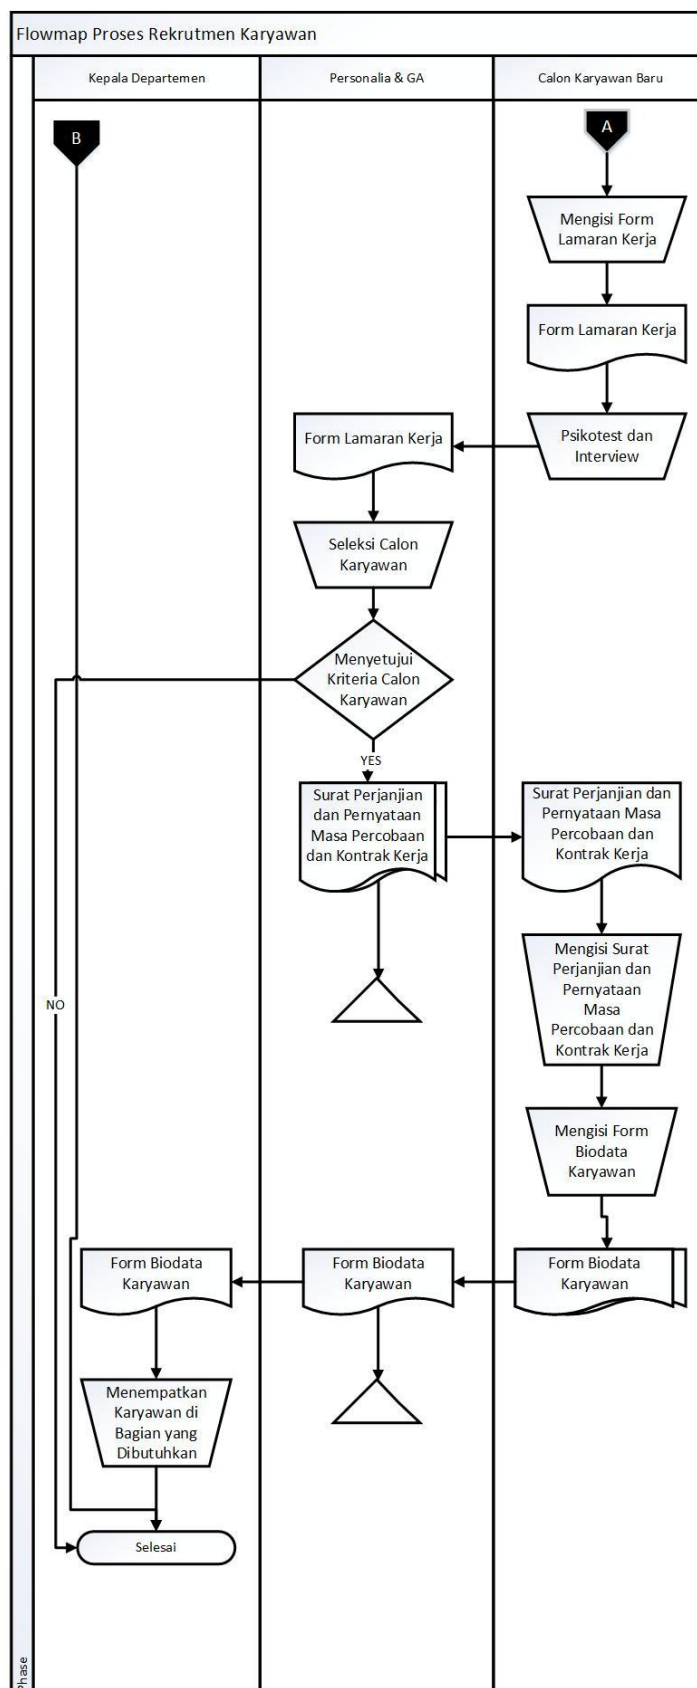 Flowmap Proses Rekrutmen Karyawan
Kepala Departemen
Personalia & GA
Calon Karyawan Baru
B
A
Mengisi Form
Lamaran Kerja
Form Lamaran Kerja
Form Lamaran Kerja
Psikotest dan
Interview
Seleksi Calon
Karyawan
Menyetujui
Kriteria Calon
Karyawan
YES
Surat Perjanjian
dan Pernyataan
Masa Percobaan
dan Kontrak Kerja
Surat Perjanjian dan
Pernyataan Masa
Percobaan dan
Kontrak Kerja
Mengisi Surat
Perjanjian dan
Pernyataan
Masa
Percobaan dan
Kontrak Kerja
NO
Mengisi Form
Biodata
Karyawan
Form Biodata
Karyawan
Form Biodata
Karyawan
Form Biodata
Karyawan
Menempatkan
Karyawan di
Bagian yang
Dibutuhkan
Selesai
Phase